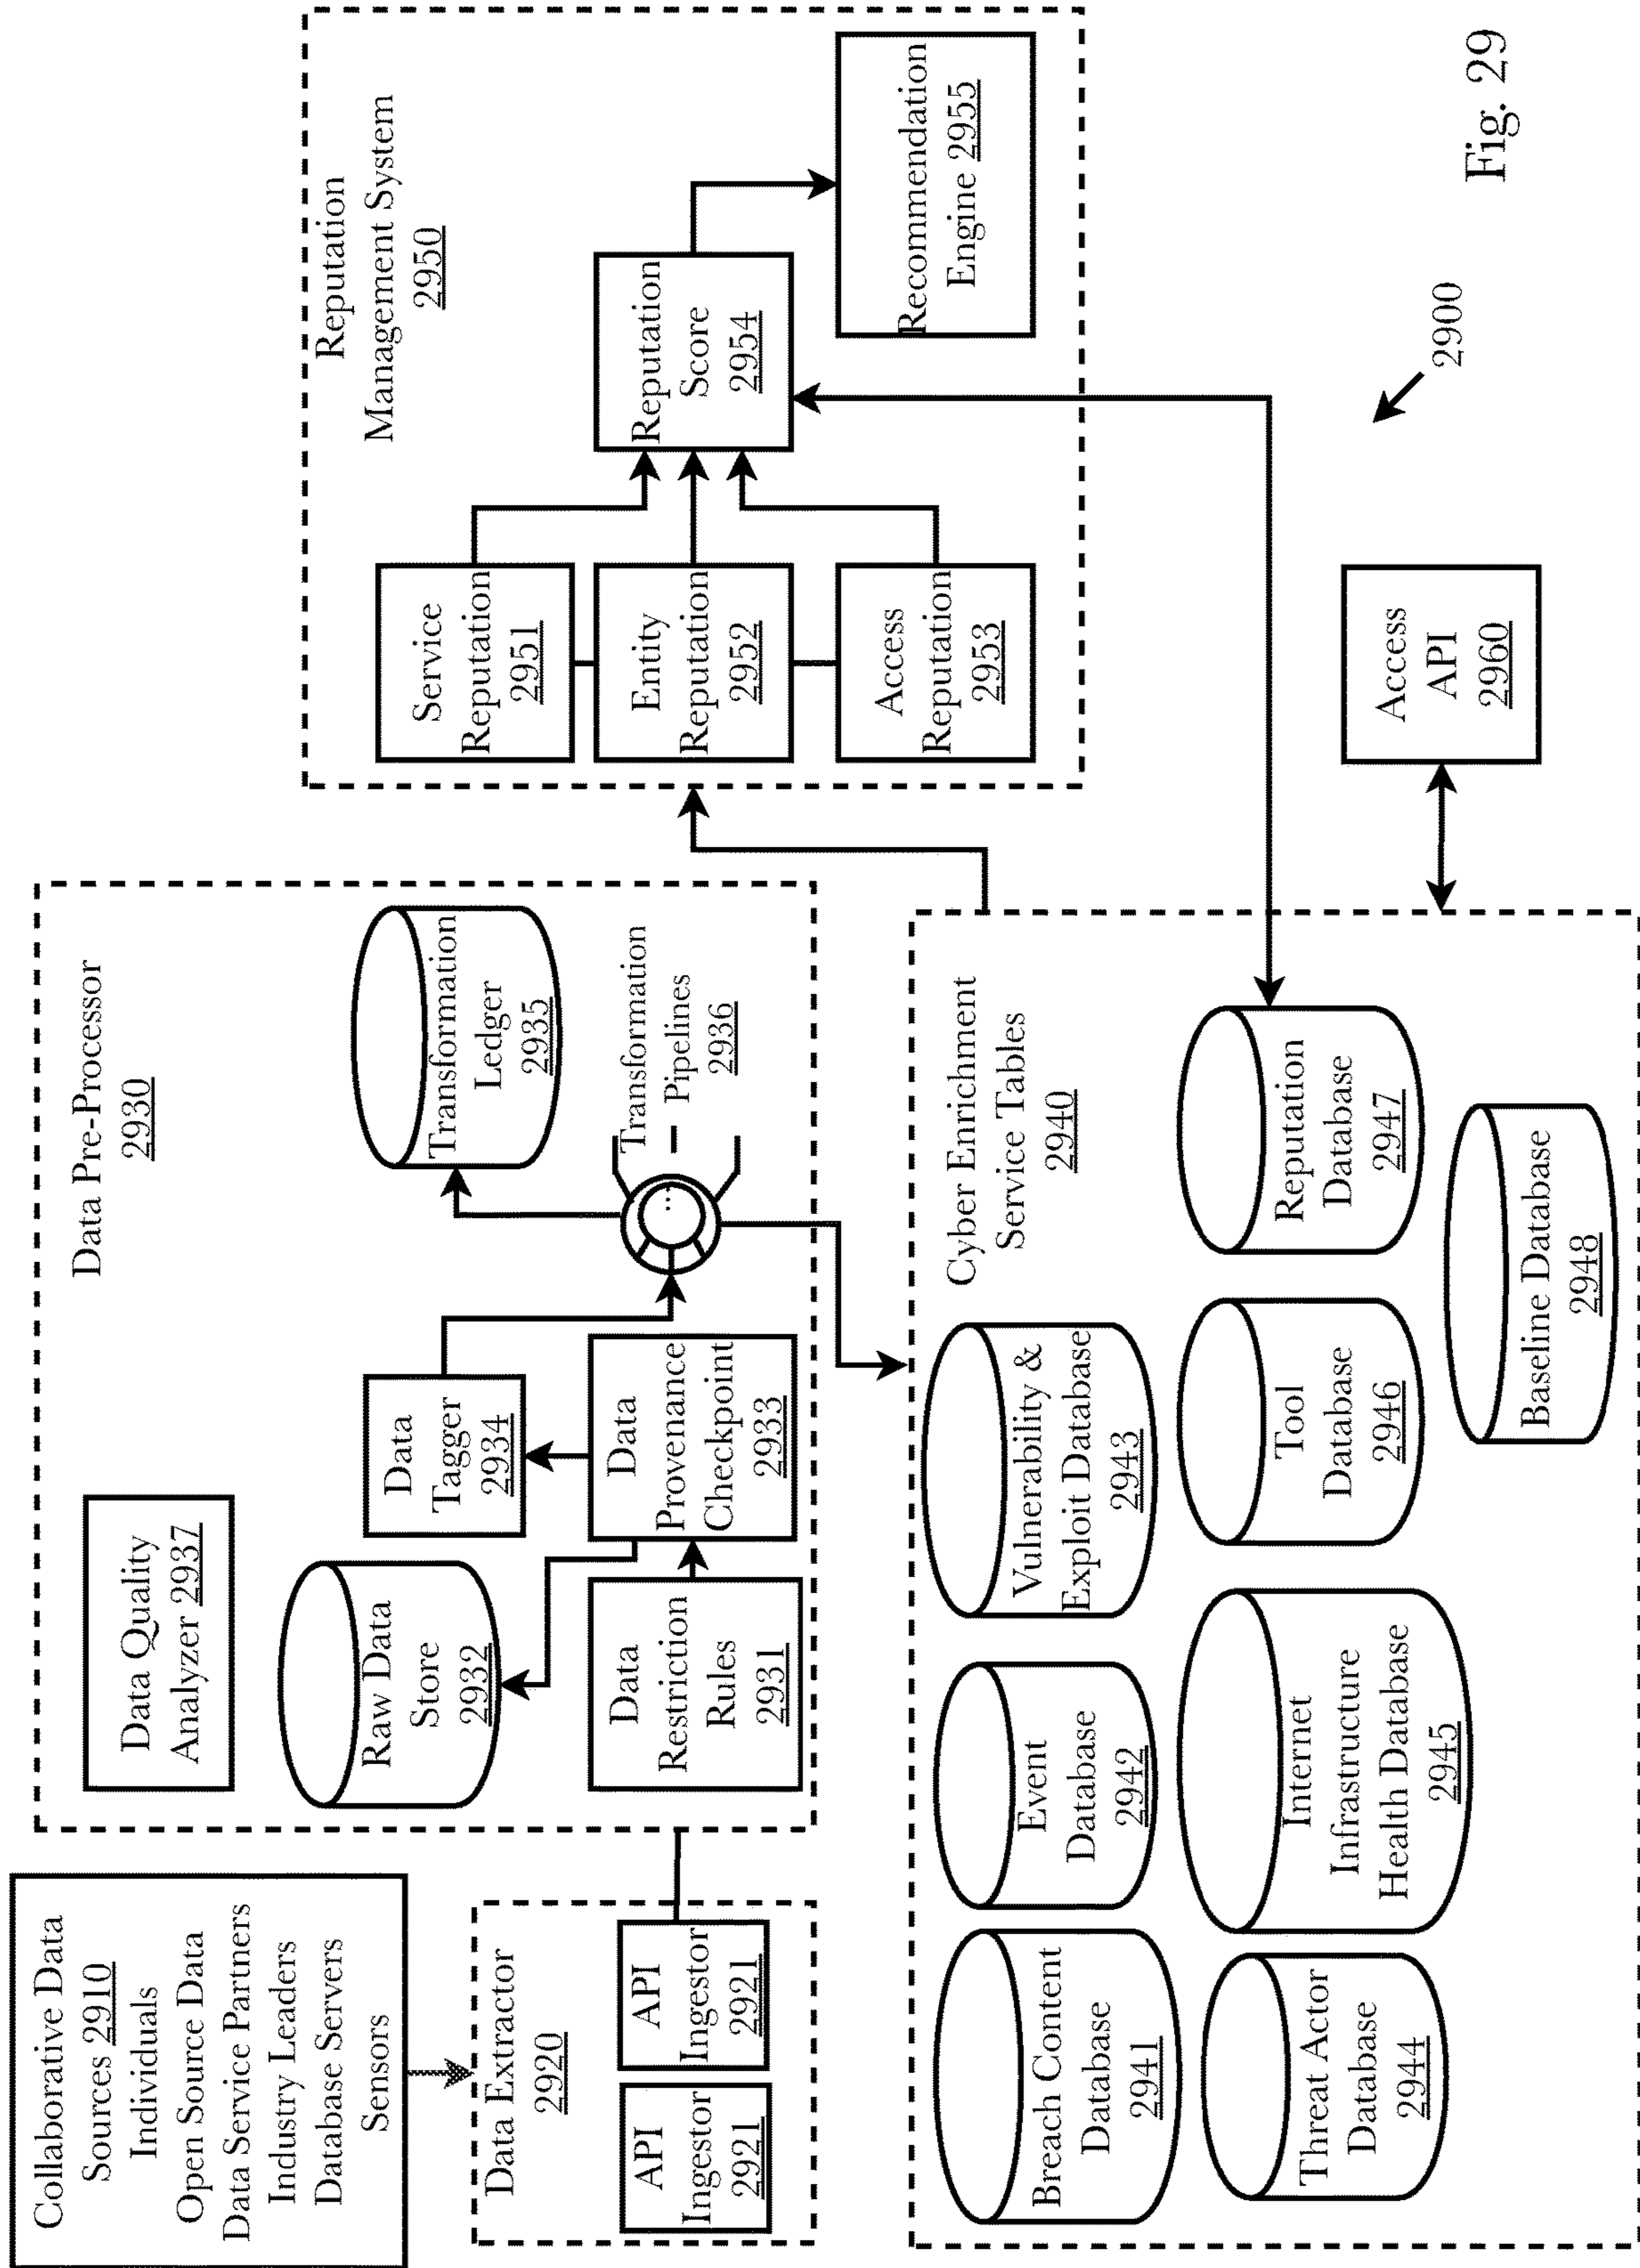 Collaborative Data
Sources 2910
Individuals
Open Source Data
Data Service Partners
Industry Leaders
Database Servers
Sensors
Data Extractor
2920
API
Ingestor
2921
API
Ingestor
2921
Data Pre-Processor
2930
Data Quality
Analyzer 2937
Raw Data
Store
2932
Data
Restriction
Rules
2931
Data
Tagger
2934
Data
Provenance
Checkpoint
2933
Transformation
Ledger
2935
...
Transformation
Pipelines
2936
Cyber Enrichment
Service Tables
2940
Breach Content
Database
2941
Event
Database
2942
Vulnerability &
Exploit Database
2943
Threat Actor
Database
2944
Internet
Infrastructure
Health Database
2945
Tool
Database
2946
Reputation
Database
2947
Baseline Database
2948
Reputation
Management System
2950
Service
Reputation
2951
Entity
Reputation
2952
Access
Reputation
2953
Reputation
Score
2954
Recommendation
Engine 2955
Access
API
2960
2900
Fig. 29